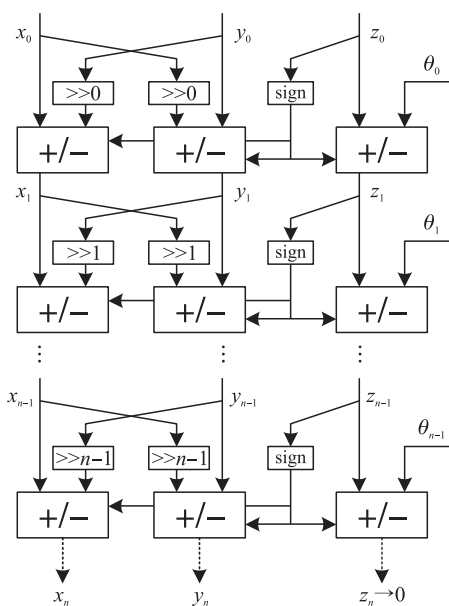 x₀ y₀ z₀
θ₀
>>0 >>0 sign
+/− +/− +/−
x₁ y₁ z₁
θ₁
>>1 >>1 sign
+/− +/− +/−
⋮ ⋮ ⋮
xₙ₋₁ yₙ₋₁ zₙ₋₁
θₙ₋₁
>>n−1 >>n−1 sign
+/− +/− +/−
xₙ yₙ zₙ→0